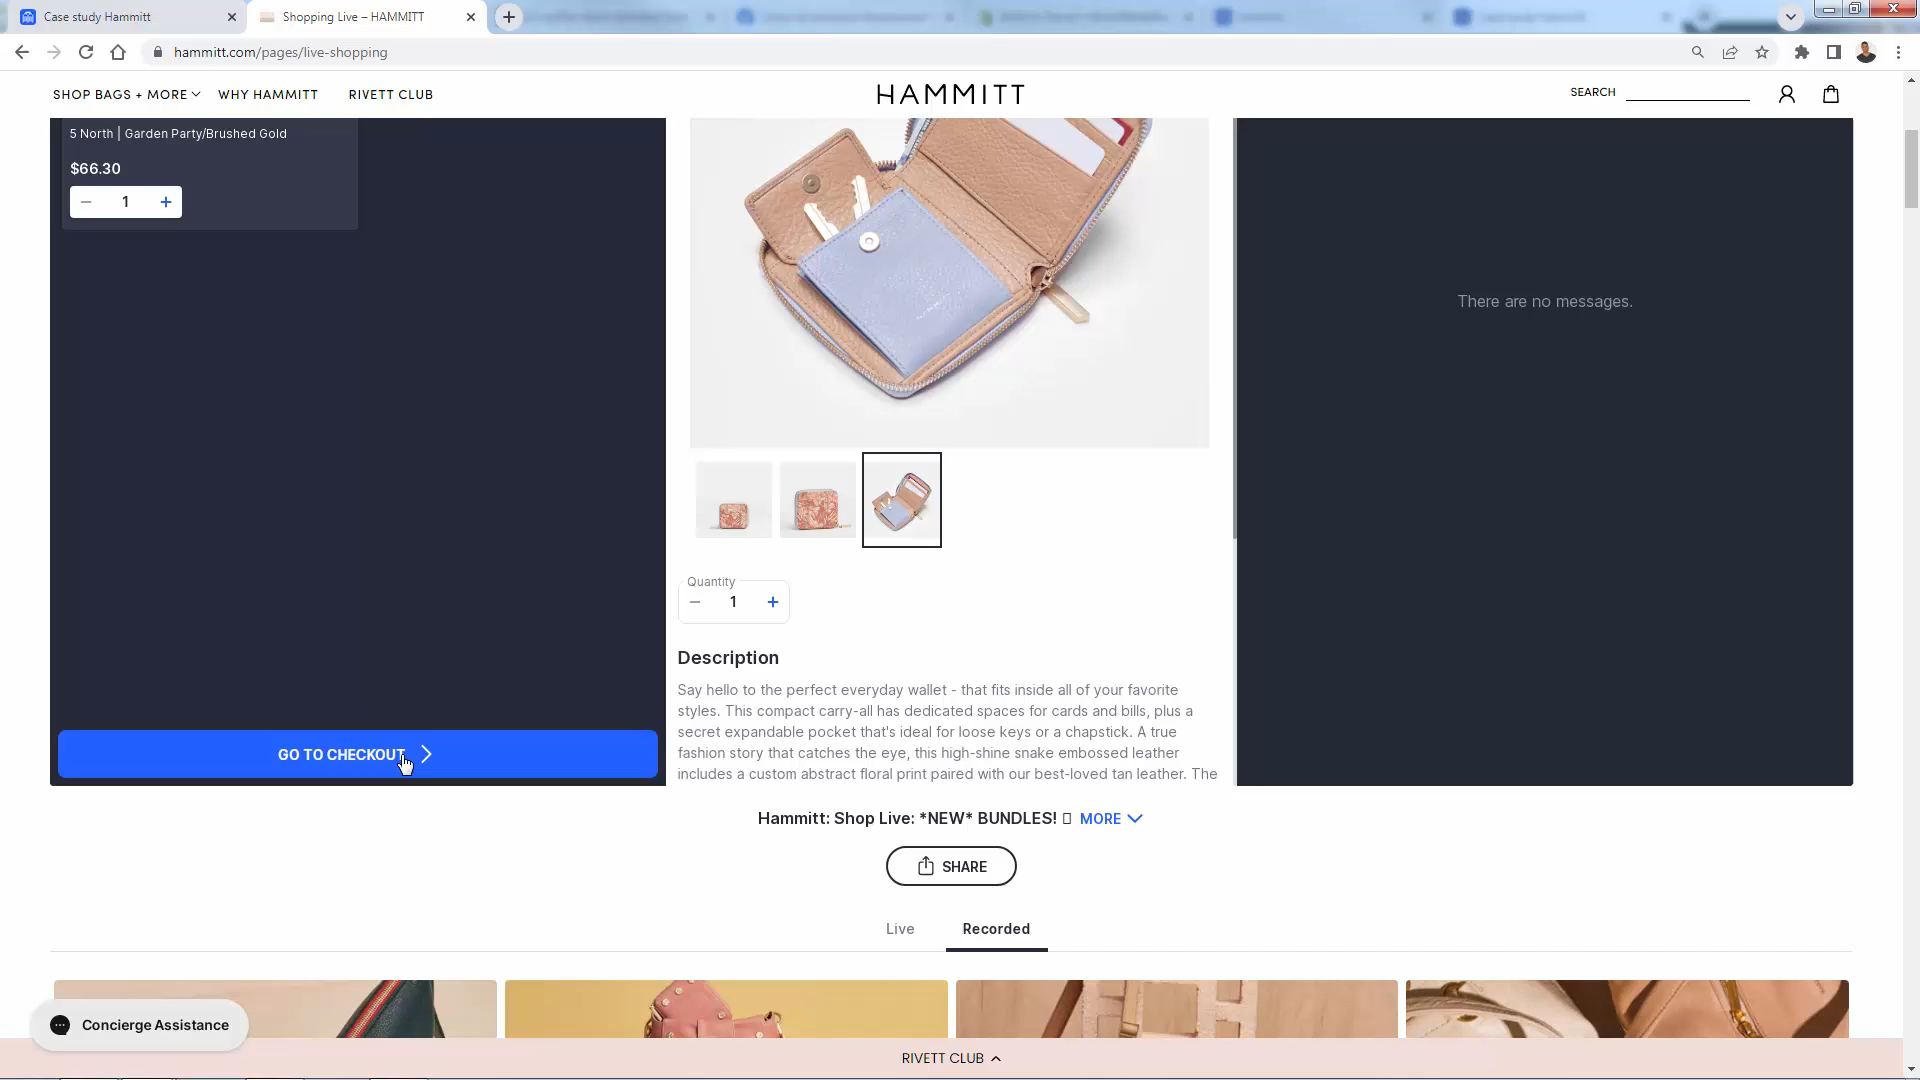 Case study Hammitt
Shopping Live – HAMMITT
hammitt.com/pages/live-shopping
SHOP BAGS + MORE
WHY HAMMITT
RIVETT CLUB
HAMMITT
SEARCH
5 North | Garden Party/Brushed Gold
$66.30
− 1 +
There are no messages.
Quantity
− 1 +
Description
Say hello to the perfect everyday wallet - that fits inside all of your favorite
styles. This compact carry-all has dedicated spaces for cards and bills, plus a
secret expandable pocket that's ideal for loose keys or a chapstick. A true
fashion story that catches the eye, this high-shine snake embossed leather
includes a custom abstract floral print paired with our best-loved tan leather. The
GO TO CHECKOUT
Hammitt: Shop Live: *NEW* BUNDLES! MORE
SHARE
Live
Recorded
Concierge Assistance
RIVETT CLUB